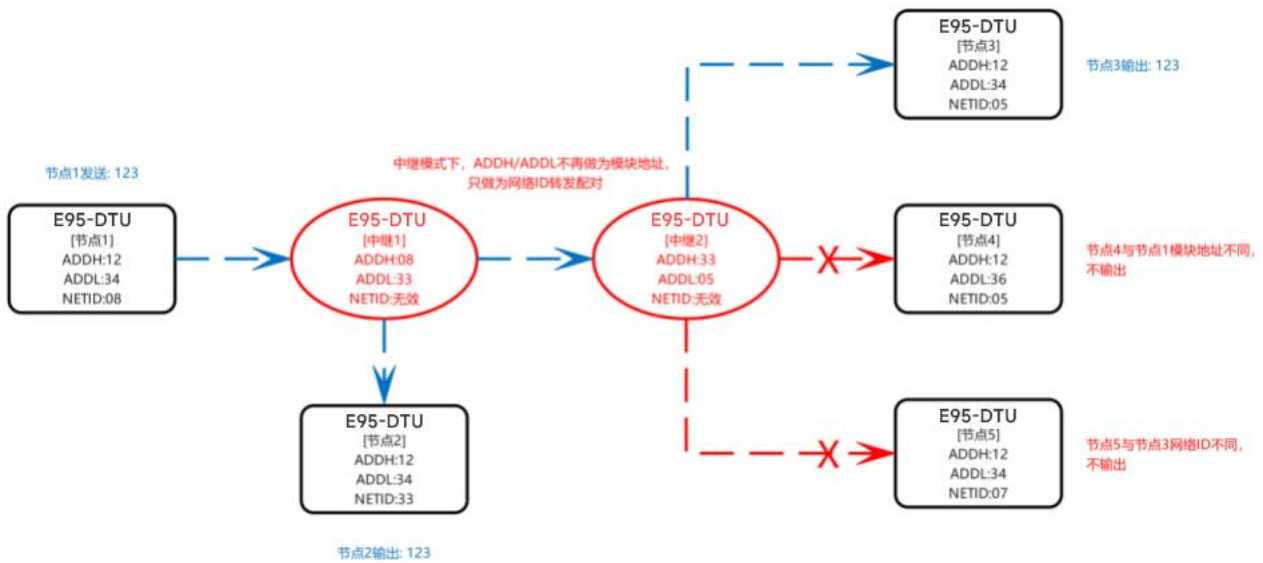 E95-DTU
[节点3]
ADDH:12
ADDL:34
NETID:05
节点3输出: 123
中继模式下，ADDH/ADDL不再做为模块地址，
只做为网络ID转发配对
节点1发送: 123
E95-DTU
[节点1]
ADDH:12
ADDL:34
NETID:08
E95-DTU
[中继1]
ADDH:08
ADDL:33
NETID:无效
E95-DTU
[中继2]
ADDH:33
ADDL:05
NETID:无效
E95-DTU
[节点4]
ADDH:12
ADDL:36
NETID:05
节点4与节点1模块地址不同，
不输出
E95-DTU
[节点2]
ADDH:12
ADDL:34
NETID:33
节点2输出: 123
E95-DTU
[节点5]
ADDH:12
ADDL:34
NETID:07
节点5与节点3网络ID不同，
不输出